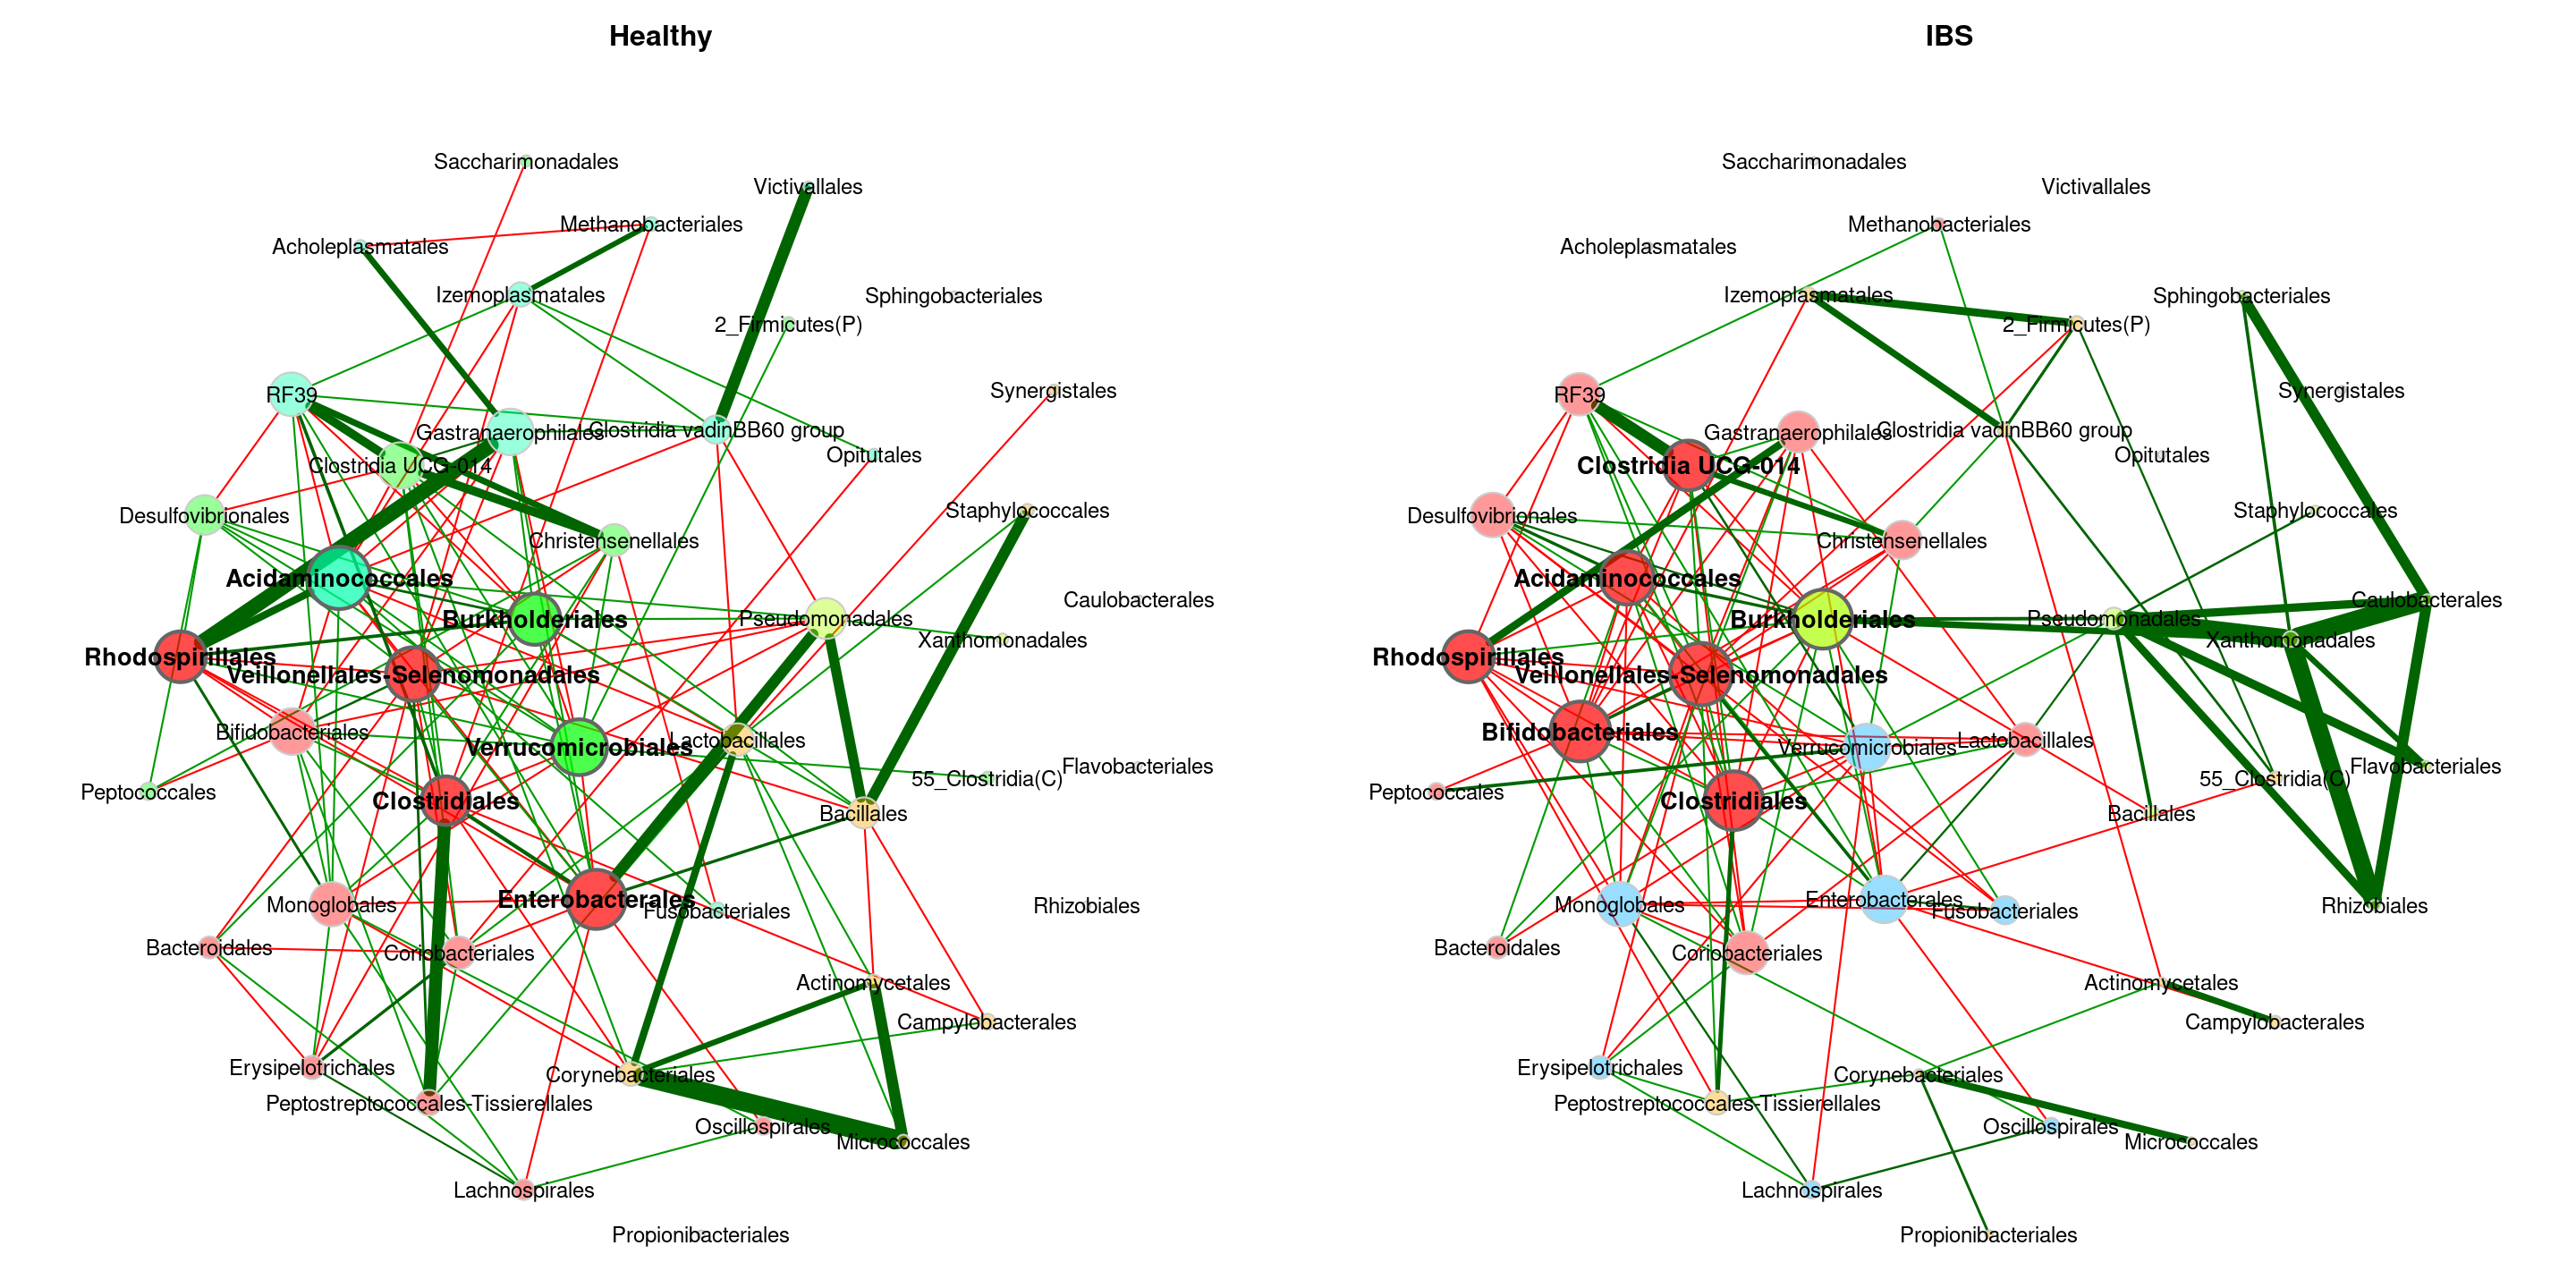 Healthy
Saccharimonadales
Victivallales
Methanobacteriales
Acholeplasmatales
Izemoplasmatales
Sphingobacteriales
2_Firmicutes(P)
Synergistales
RF39
Gastranaerophilales
Clostridia vadinBB60 group
Opitutales
Clostridia UCG-014
Staphylococcales
Desulfovibrionales
Christensenellales
Acidaminococcales
Caulobacterales
Burkholderiales
Pseudomonadales
Xanthomonadales
Rhodospirillales
Veillonellales-Selenomonadales
Bifidobacteriales
Lactobacillales
Verrucomicrobiales
Flavobacteriales
55_Clostridia(C)
Peptococcales
Clostridiales
Bacillales
Enterobacterales
Monoglobales
Rhizobiales
Fusobacteriales
Bacteroidales
Coriobacteriales
Actinomycetales
Campylobacterales
Erysipelotrichales
Corynebacteriales
Peptostreptococcales-Tissierellales
Oscillospirales
Micrococcales
Lachnospirales
Propionibacteriales
IBS
Saccharimonadales
Victivallales
Methanobacteriales
Acholeplasmatales
Izemoplasmatales
Sphingobacteriales
2_Firmicutes(P)
Synergistales
RF39
Gastranaerophilales
Clostridia vadinBB60 group
Opitutales
Clostridia UCG-014
Staphylococcales
Desulfovibrionales
Christensenellales
Acidaminococcales
Caulobacterales
Burkholderiales
Pseudomonadales
Xanthomonadales
Rhodospirillales
Veillonellales-Selenomonadales
Bifidobacteriales
Lactobacillales
Verrucomicrobiales
Flavobacteriales
55_Clostridia(C)
Peptococcales
Clostridiales
Bacillales
Enterobacterales
Monoglobales
Rhizobiales
Fusobacteriales
Bacteroidales
Coriobacteriales
Actinomycetales
Campylobacterales
Erysipelotrichales
Corynebacteriales
Peptostreptococcales-Tissierellales
Oscillospirales
Micrococcales
Lachnospirales
Propionibacteriales